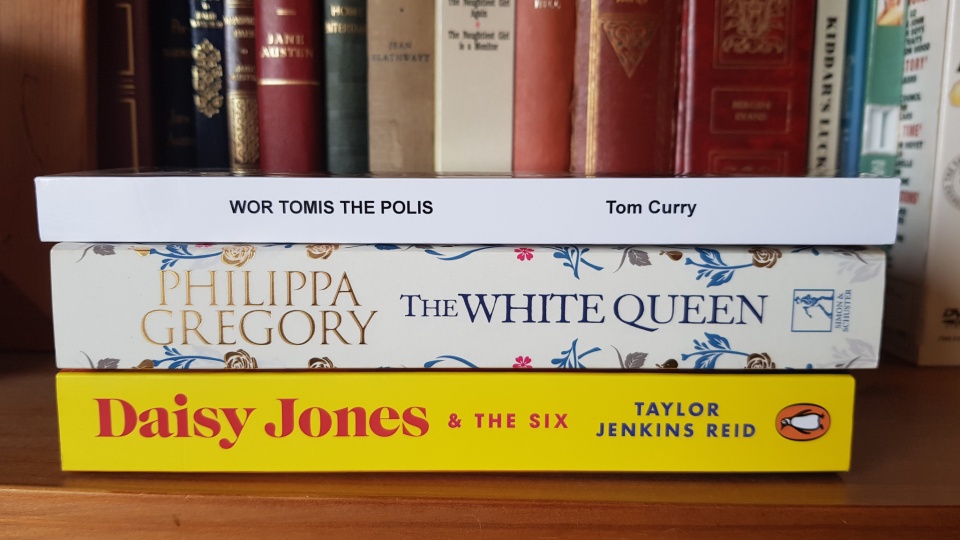 JANE
AUSTEN
JEAN
The Naughtiest Girl
Again
The Naughtiest Girl
Is a Monitor
KIDDAR'S LUCK
WOR TOMIS THE POLIS Tom Curry
PHILIPPA
GREGORY
THE WHITE QUEEN
SIMON &
SCHUSTER
Daisy Jones & THE SIX
TAYLOR
JENKINS REID